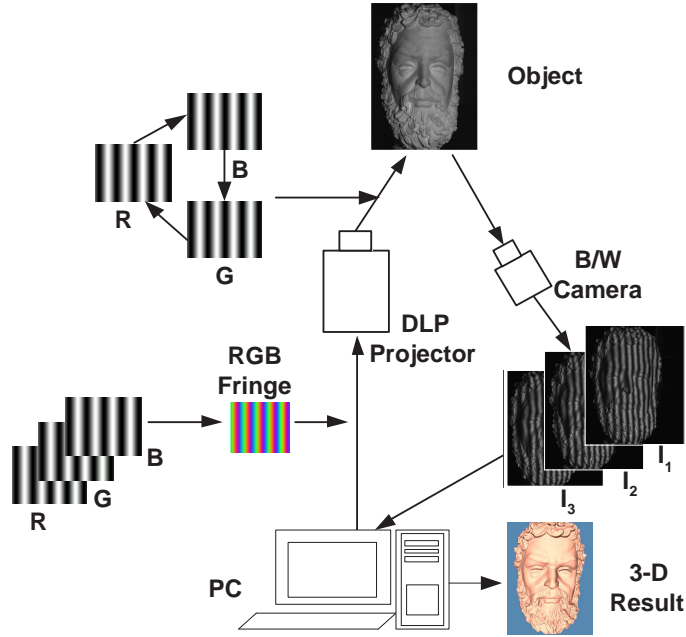 Object
B
R
G
B/W
Camera
DLP
Projector
RGB
Fringe
B
G
R
I1
I2
I3
PC
3-D
Result